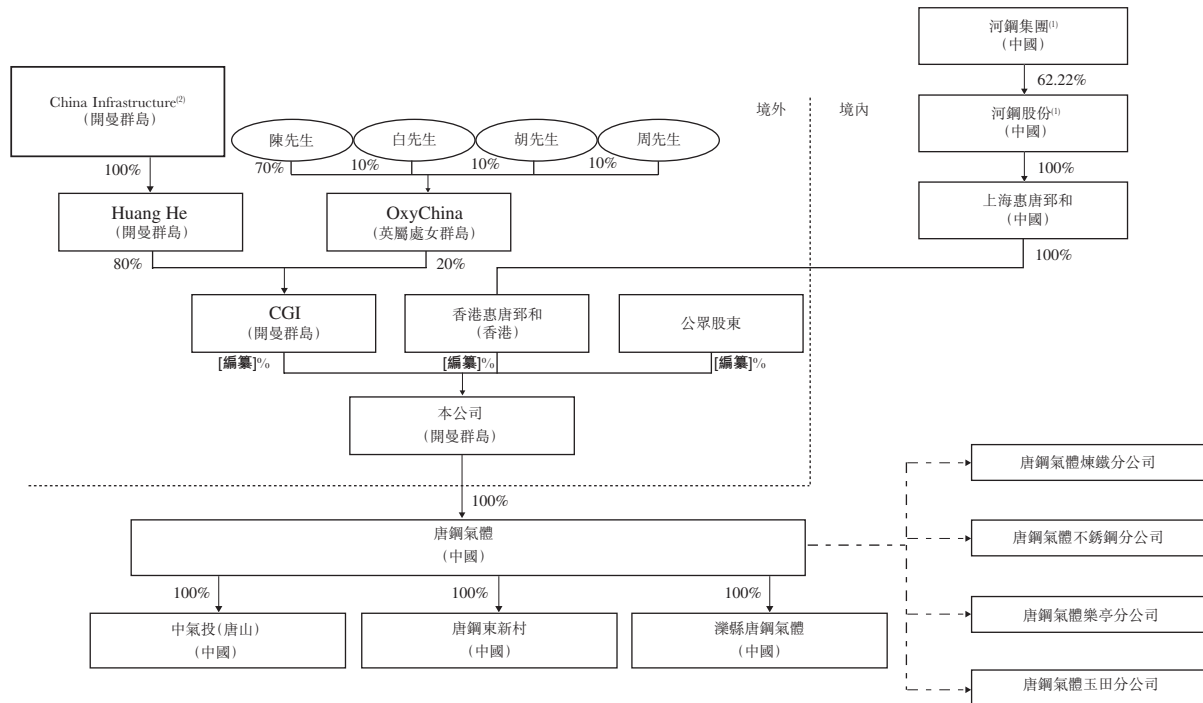 河鋼集團(1)
(中國)
62.22%
China Infrastructure(2)
(開曼群島)
境外
境內
河鋼股份(1)
(中國)
陳先生
白先生
胡先生
周先生
70%
10%
10%
10%
100%
100%
Huang He
(開曼群島)
OxyChina
(英屬處女群島)
上海惠唐郅和
(中國)
80%
20%
100%
CGI
(開曼群島)
香港惠唐郅和
(香港)
公眾股東
[編纂]%
[編纂]%
[編纂]%
本公司
(開曼群島)
100%
唐鋼氣體煉鐵分公司
唐鋼氣體
(中國)
唐鋼氣體不銹鋼分公司
100%
100%
100%
中氣投(唐山)
(中國)
唐鋼東新村
(中國)
灤縣唐鋼氣體
(中國)
唐鋼氣體樂亭分公司
唐鋼氣體玉田分公司